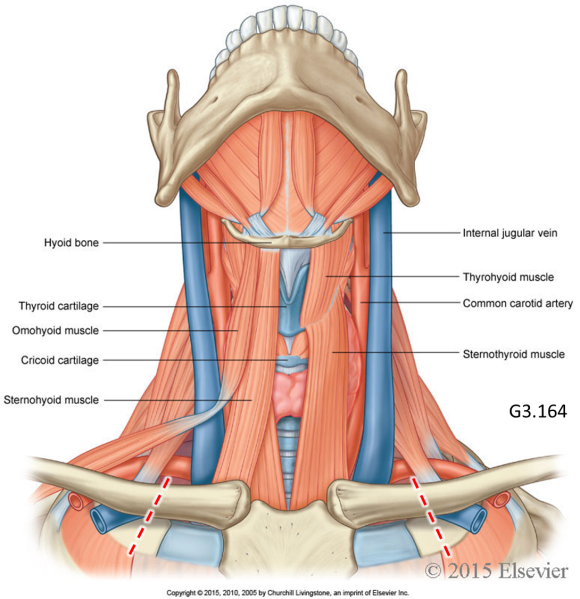 Hyoid bone
Internal jugular vein
Thyrohyoid muscle
Thyroid cartilage
Common carotid artery
Omohyoid muscle
Sternothyroid muscle
Cricoid cartilage
Sternohyoid muscle
G3.164
© 2015 Elsevier
Copyright © 2015, 2010, 2005 by Churchill Livingstone, an imprint of Elsevier Inc.